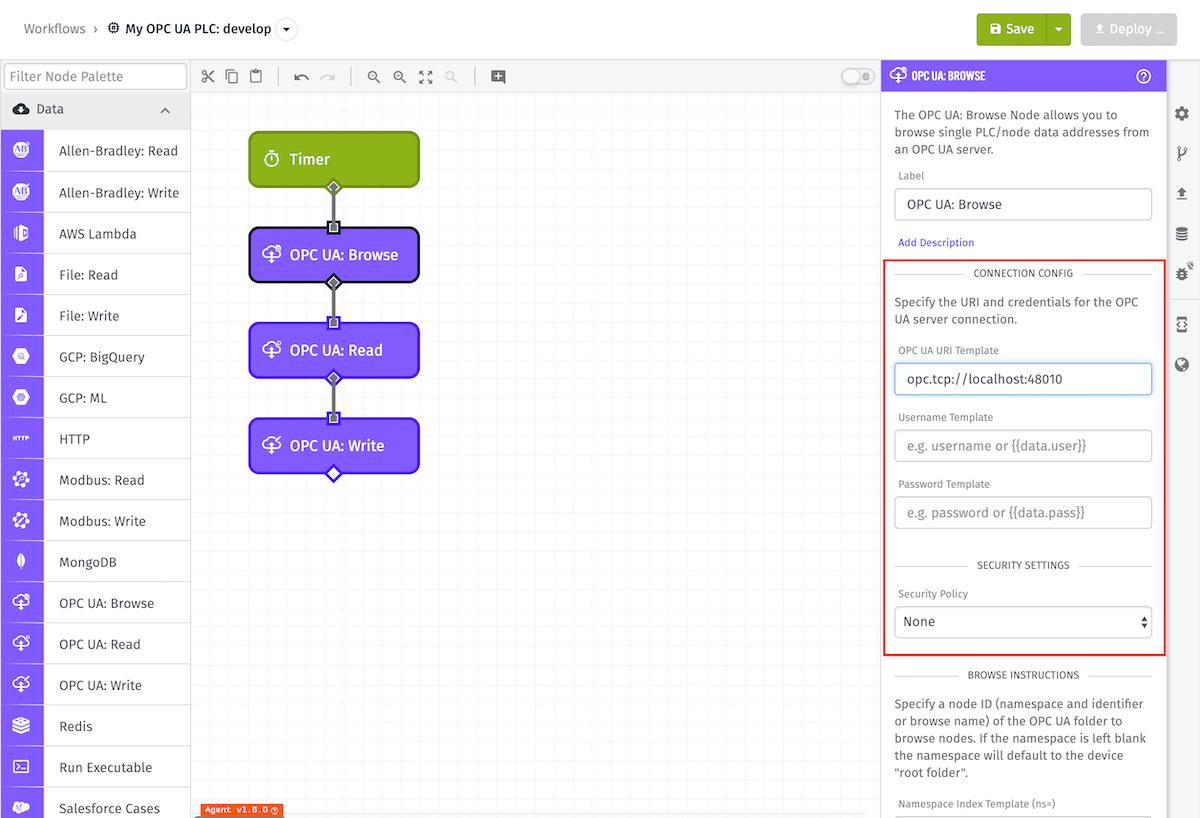 Workflows › My OPC UA PLC: develop
Save
Deploy ...
Filter Node Palette
Data
AB
Allen-Bradley: Read
AB
Allen-Bradley: Write
AWS Lambda
File: Read
File: Write
GCP: BigQuery
GCP: ML
HTTP
HTTP
Modbus: Read
Modbus: Write
MongoDB
OPC UA: Browse
OPC UA: Read
OPC UA: Write
Redis
Run Executable
Salesforce Cases
Timer
OPC UA: Browse
OPC UA: Read
OPC UA: Write
Agent v1.6.0
OPC UA: BROWSE
The OPC UA: Browse Node allows you to
browse single PLC/node data addresses from
an OPC UA server.
Label
OPC UA: Browse
Add Description
CONNECTION CONFIG
Specify the URI and credentials for the OPC
UA server connection.
OPC UA URI Template
opc.tcp://localhost:48010
Username Template
e.g. username or {{data.user}}
Password Template
e.g. password or {{data.pass}}
SECURITY SETTINGS
Security Policy
None
BROWSE INSTRUCTIONS
Specify a node ID (namespace and identifier
or browse name) of the OPC UA folder to
browse nodes. If the namespace is left blank
the namespace will default to the device
"root folder".
Namespace Index Template (ns=)